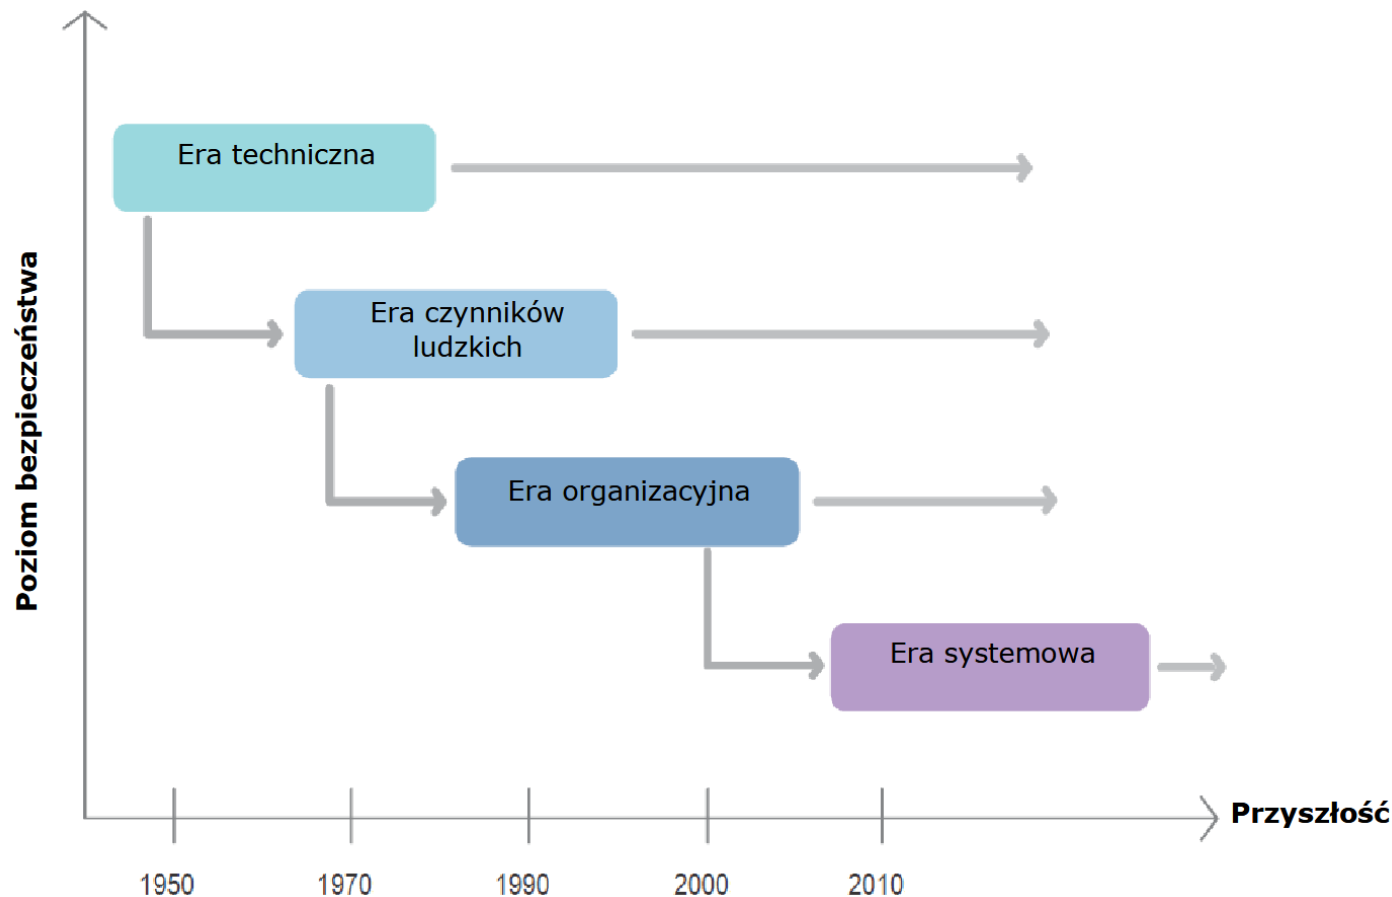 Era techniczna
Era czynników
ludzkich
Era organizacyjna
Era systemowa
Poziom bezpieczeństwa
Przyszłość
1950
1970
1990
2000
2010